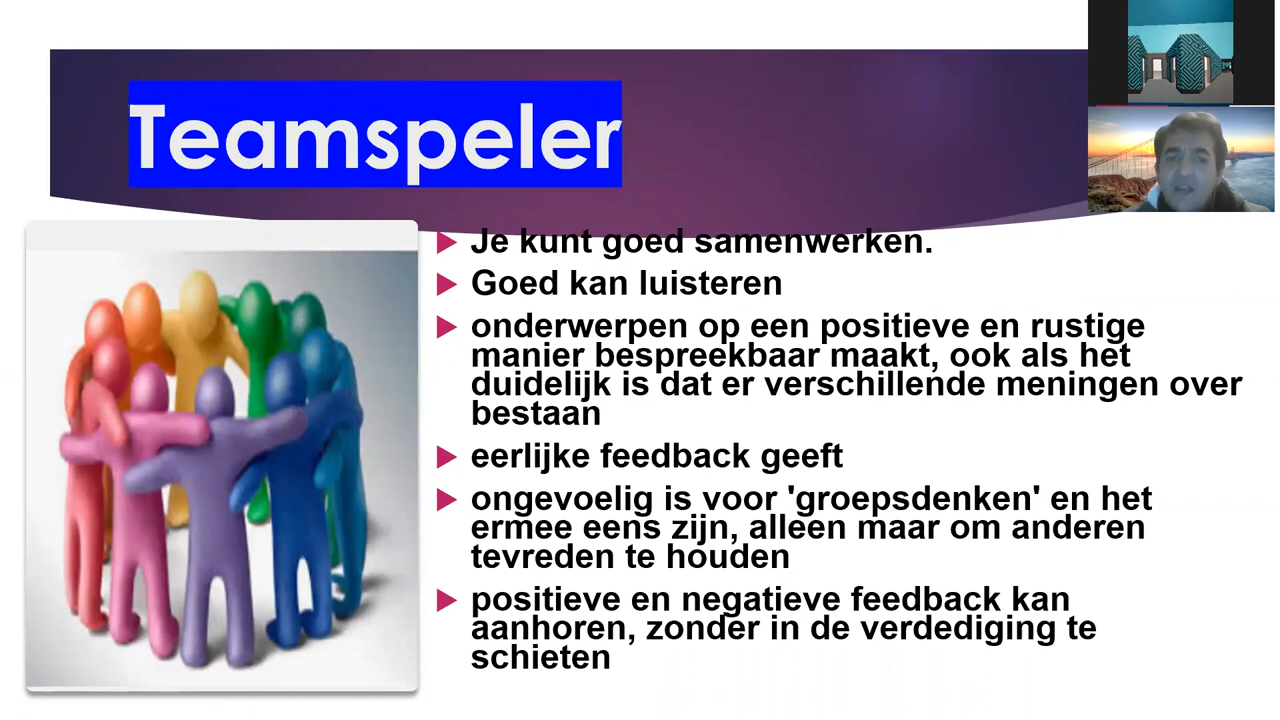 Teamspeler
Je kunt goed samenwerken.
Goed kan luisteren
onderwerpen op een positieve en rustige
manier bespreekbaar maakt, ook als het
duidelijk is dat er verschillende meningen over
bestaan
eerlijke feedback geeft
ongevoelig is voor 'groepsdenken' en het
ermee eens zijn, alleen maar om anderen
tevreden te houden
positieve en negatieve feedback kan
aanhoren, zonder in de verdediging te
schieten